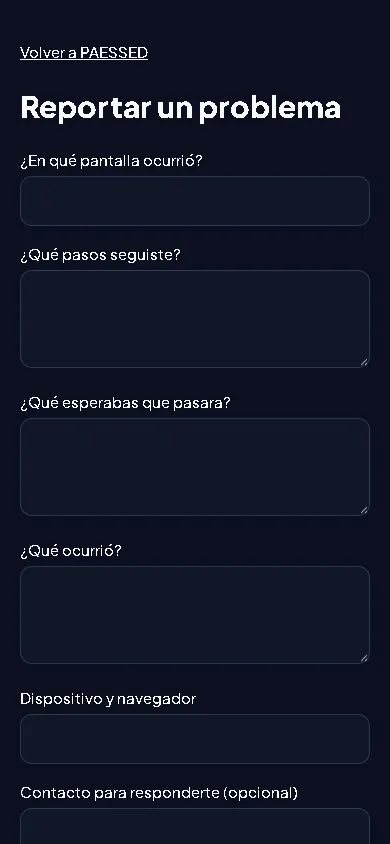 Volver a PAESSED
Reportar un problema
¿En qué pantalla ocurrió?
¿Qué pasos seguiste?
¿Qué esperabas que pasara?
¿Qué ocurrió?
Dispositivo y navegador
Contacto para responderte (opcional)